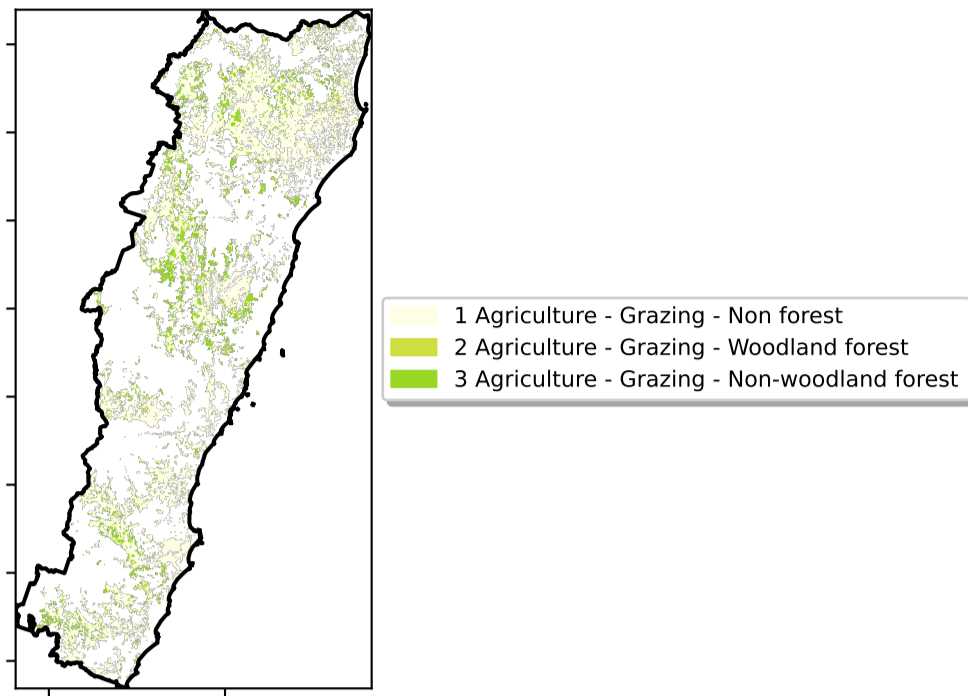 1 Agriculture - Grazing - Non forest
2 Agriculture - Grazing - Woodland forest
3 Agriculture - Grazing - Non-woodland forest